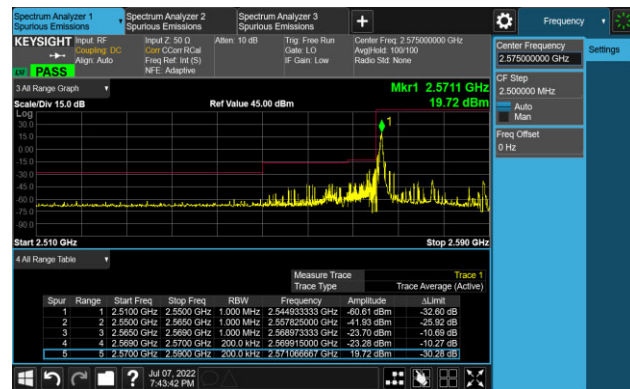 Spectrum Analyzer 1
Spurious Emissions
Spectrum Analyzer 2
Spurious Emissions
Spectrum Analyzer 3
Spurious Emissions
Frequency
KEYSIGHT
Input: RF
Coupling: DC
Align: Auto
Input Z: 50 Ω
Corr CCorr RCal
Freq Ref: Int (S)
NFE: Adaptive
Atten: 10 dB
Trig: Free Run
Gate: LO
IF Gain: Low
Center Freq: 2.575000000 GHz
Avg|Hold: 100/100
Radio Std: None
PASS
3 All Range Graph
Mkr1 2.5711 GHz
Scale/Div 15.0 dB
Ref Value 45.00 dBm
19.72 dBm
Log
30.0
15.0
0.00
-15.0
-30.0
-45.0
-60.0
-75.0
-90.0
1
Start 2.510 GHz
Stop 2.590 GHz
4 All Range Table
Measure Trace Trace 1
Trace Type Trace Average (Active)
Spur Range Start Freq Stop Freq RBW Frequency Amplitude ΔLimit
1 1 2.5100 GHz 2.5500 GHz 1.000 MHz 2.544933333 GHz -60.61 dBm -32.60 dB
2 2 2.5500 GHz 2.5650 GHz 1.000 MHz 2.557825000 GHz -41.93 dBm -25.92 dB
3 3 2.5650 GHz 2.5690 GHz 1.000 MHz 2.568973333 GHz -23.70 dBm -10.69 dB
4 4 2.5690 GHz 2.5700 GHz 200.0 kHz 2.569915000 GHz -23.28 dBm -10.27 dB
5 5 2.5700 GHz 2.5900 GHz 200.0 kHz 2.571066667 GHz 19.72 dBm -30.28 dB
Jul 07, 2022
7:43:42 PM
Center Frequency
2.575000000 GHz
Settings
CF Step
2.500000 MHz
Auto
Man
Freq Offset
0 Hz